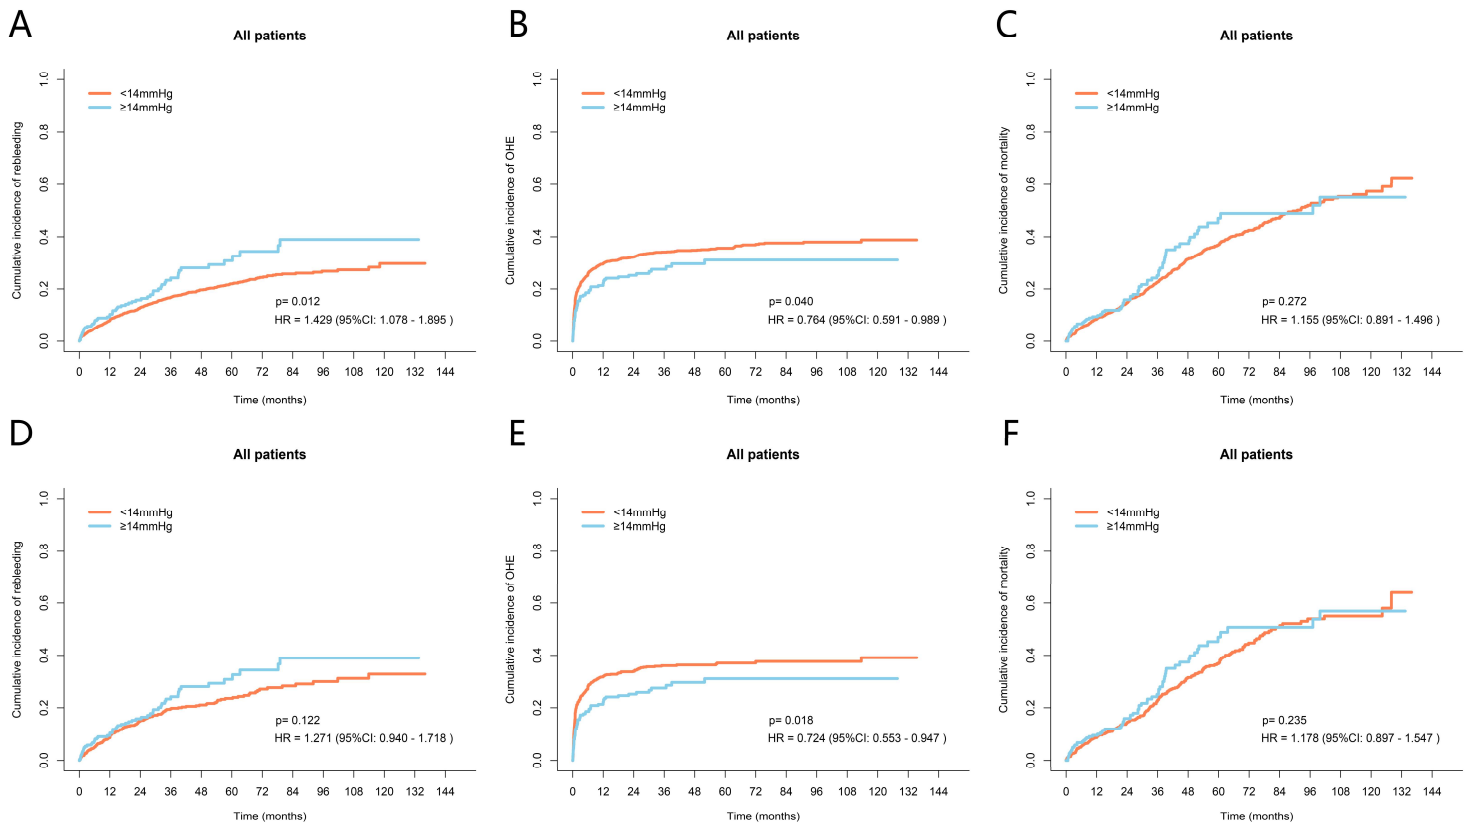 A
All patients
Cumulative incidence of rebleeding
1.0
0.8
0.6
0.4
0.2
0.0
<14mmHg
≥14mmHg
p= 0.012
HR = 1.429 (95%CI: 1.078 - 1.895 )
0 12 24 36 48 60 72 84 96 108 120 132 144
Time (months)
B
All patients
Cumulative incidence of OHE
1.0
0.8
0.6
0.4
0.2
0.0
<14mmHg
≥14mmHg
p= 0.040
HR = 0.764 (95%CI: 0.591 - 0.989 )
0 12 24 36 48 60 72 84 96 108 120 132 144
Time (months)
C
All patients
Cumulative incidence of mortality
1.0
0.8
0.6
0.4
0.2
0.0
<14mmHg
≥14mmHg
p= 0.272
HR = 1.155 (95%CI: 0.891 - 1.496 )
0 12 24 36 48 60 72 84 96 108 120 132 144
Time (months)
D
All patients
Cumulative incidence of rebleeding
1.0
0.8
0.6
0.4
0.2
0.0
<14mmHg
≥14mmHg
p= 0.122
HR = 1.271 (95%CI: 0.940 - 1.718 )
0 12 24 36 48 60 72 84 96 108 120 132 144
Time (months)
E
All patients
Cumulative incidence of OHE
1.0
0.8
0.6
0.4
0.2
0.0
<14mmHg
≥14mmHg
p= 0.018
HR = 0.724 (95%CI: 0.553 - 0.947 )
0 12 24 36 48 60 72 84 96 108 120 132 144
Time (months)
F
All patients
Cumulative incidence of mortality
1.0
0.8
0.6
0.4
0.2
0.0
<14mmHg
≥14mmHg
p= 0.235
HR = 1.178 (95%CI: 0.897 - 1.547 )
0 12 24 36 48 60 72 84 96 108 120 132 144
Time (months)